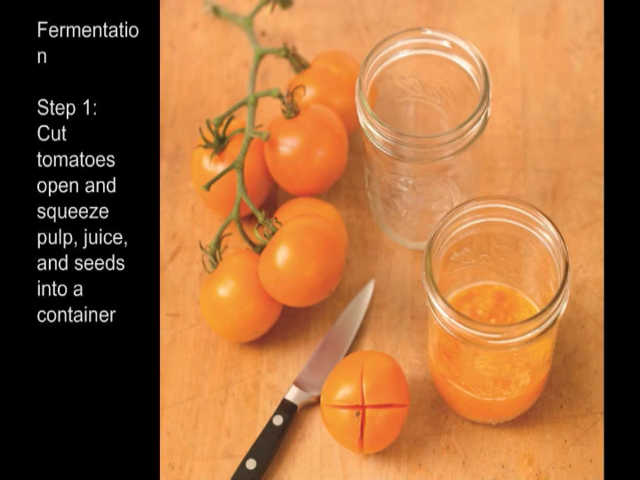 Fermentatio
n
Step 1:
Cut
tomatoes
open and
squeeze
pulp, juice,
and seeds
into a
container